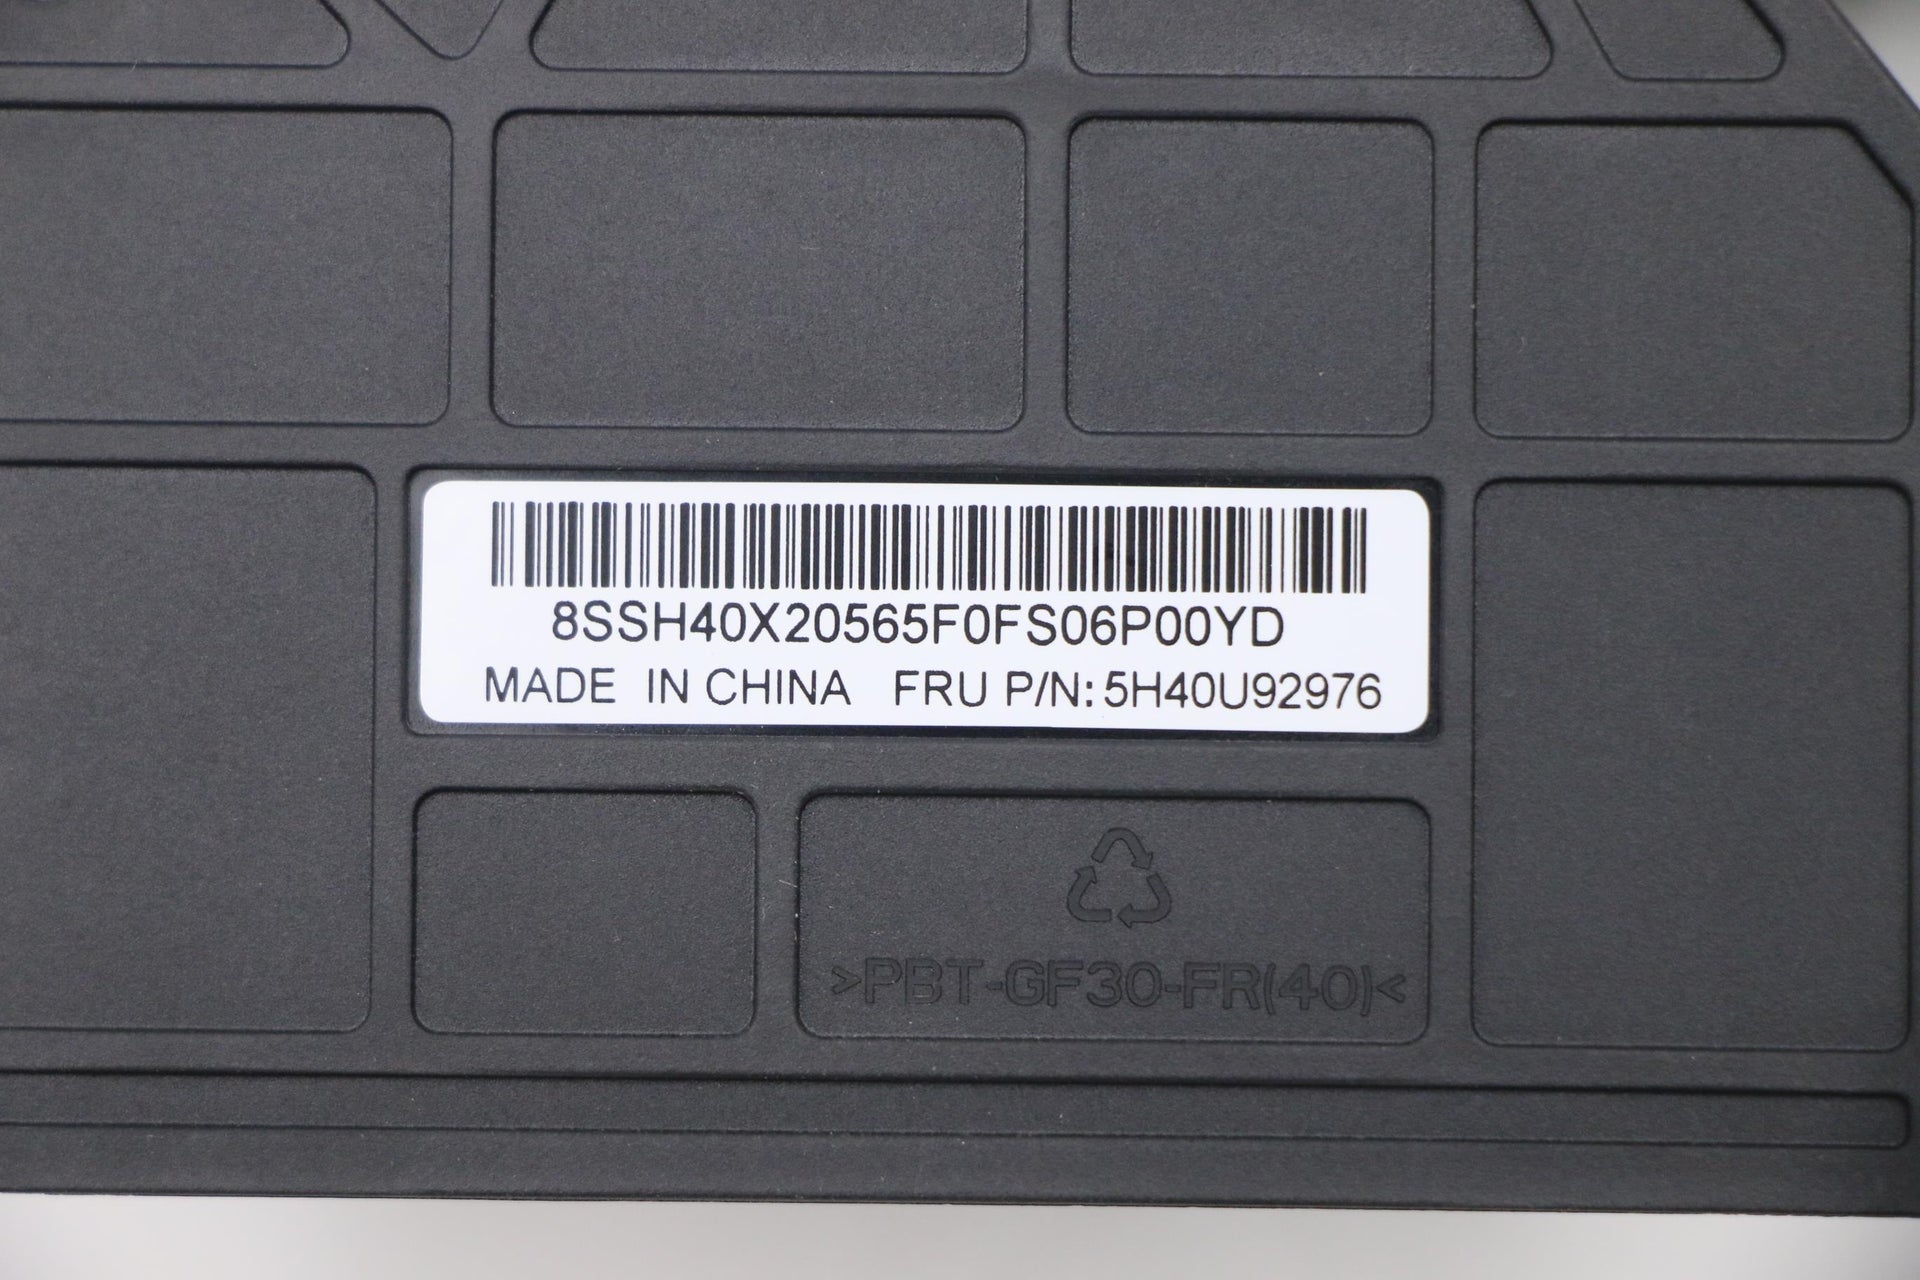 8SSH40X20565F0FS06P00YD
MADE IN CHINA FRU P/N: 5H40U92976
>PBT-GF30-FR(40)<